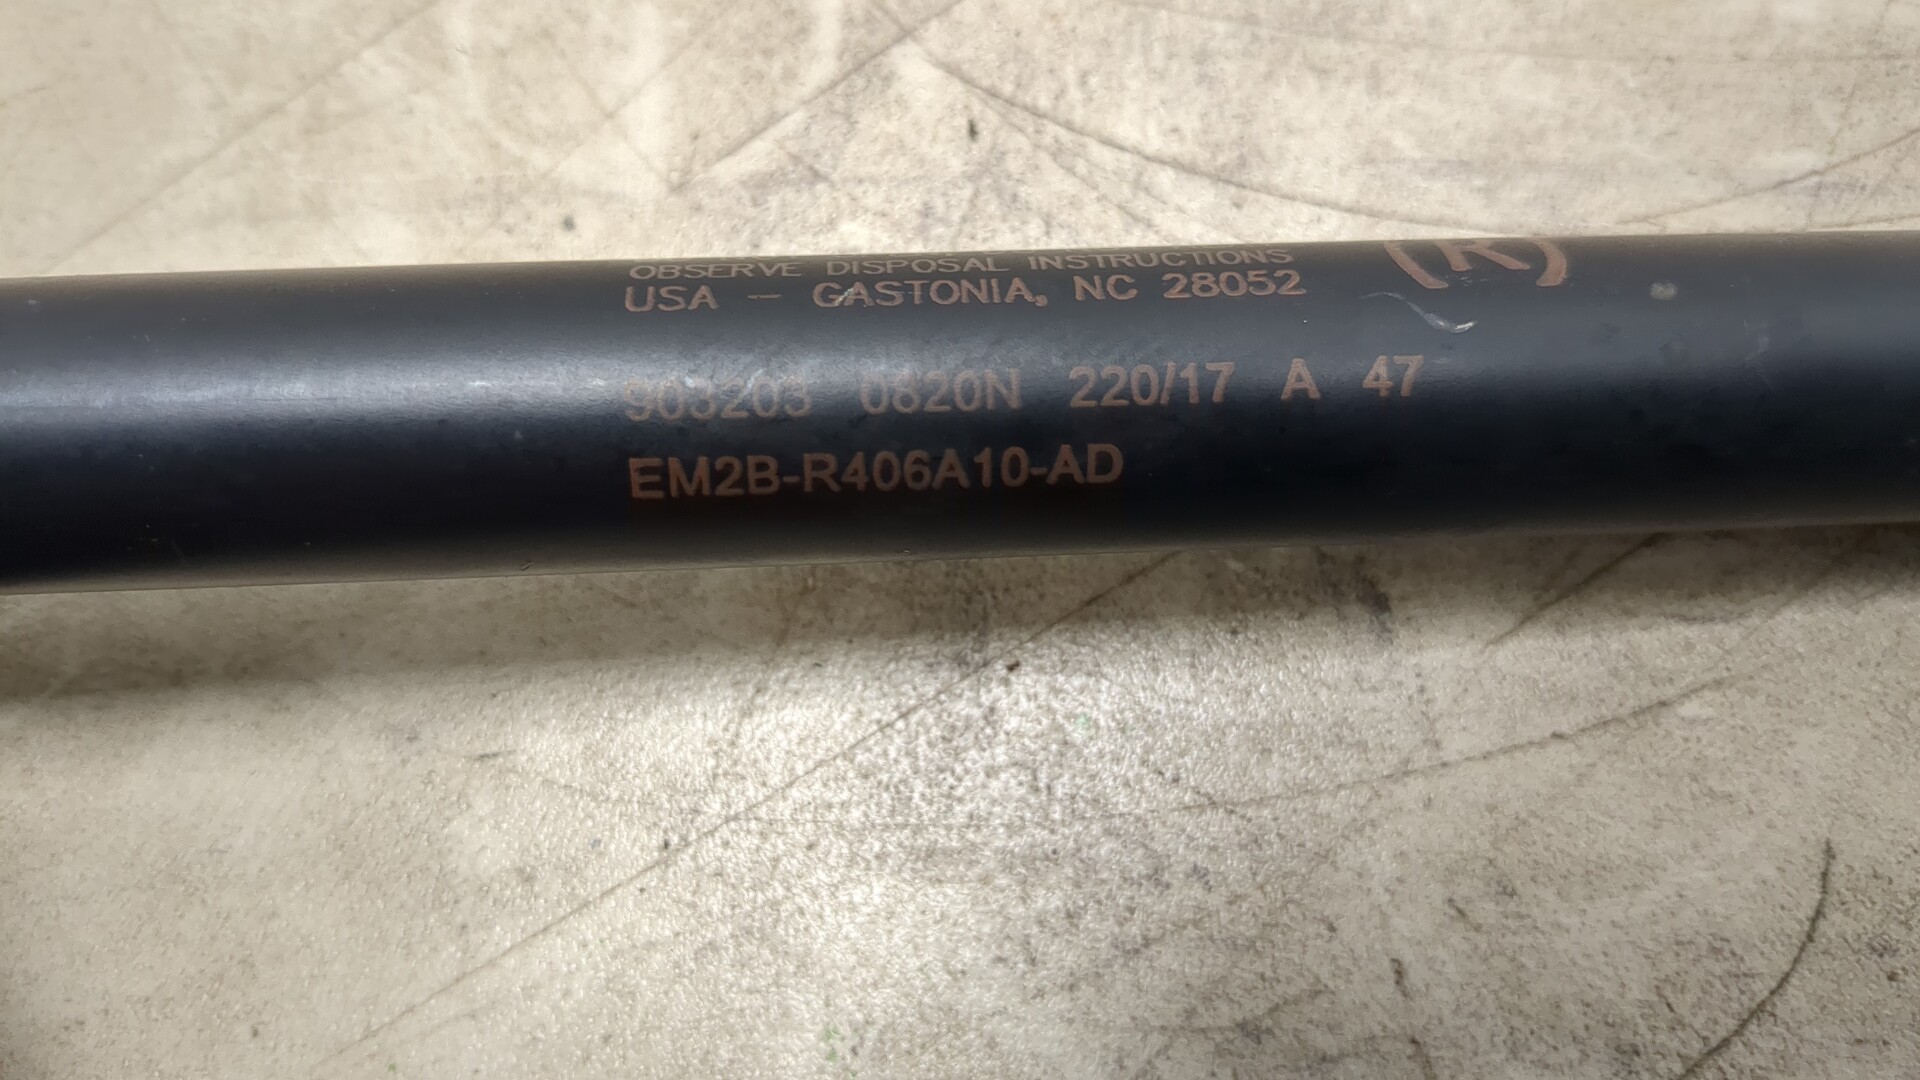 OBSERVE DISPOSAL INSTRUCTIONS
USA - GASTONIA, NC 28052
(R)
903203 0820N 220/17 A 47
EM2B-R406A10-AD